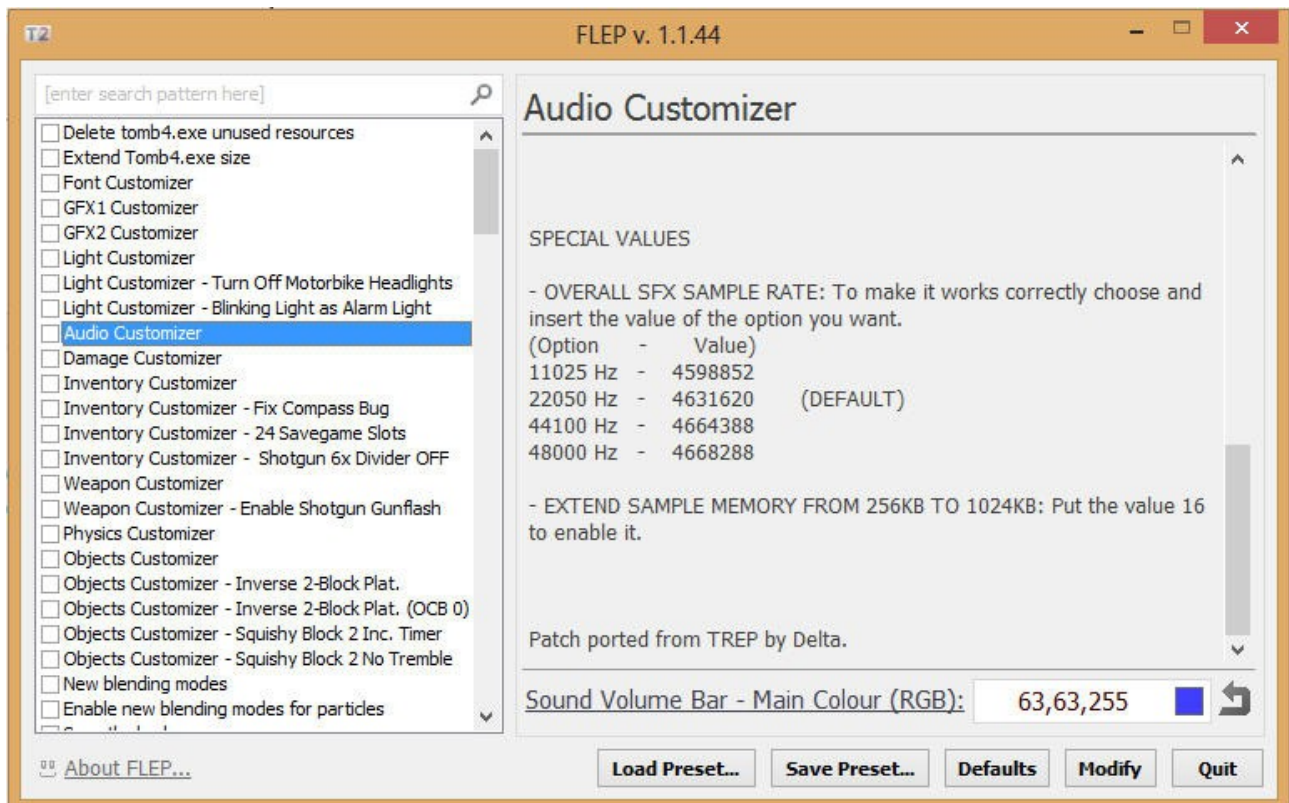 T2
FLEP v. 1.1.44
[enter search pattern here]
Delete tomb4.exe unused resources
Extend Tomb4.exe size
Font Customizer
GFX1 Customizer
GFX2 Customizer
Light Customizer
Light Customizer - Turn Off Motorbike Headlights
Light Customizer - Blinking Light as Alarm Light
Audio Customizer
Damage Customizer
Inventory Customizer
Inventory Customizer - Fix Compass Bug
Inventory Customizer - 24 Savegame Slots
Inventory Customizer - Shotgun 6x Divider OFF
Weapon Customizer
Weapon Customizer - Enable Shotgun Gunflash
Physics Customizer
Objects Customizer
Objects Customizer - Inverse 2-Block Plat.
Objects Customizer - Inverse 2-Block Plat. (OCB 0)
Objects Customizer - Squishy Block 2 Inc. Timer
Objects Customizer - Squishy Block 2 No Tremble
New blending modes
Enable new blending modes for particles
About FLEP...
Audio Customizer
SPECIAL VALUES
- OVERALL SFX SAMPLE RATE: To make it works correctly choose and
insert the value of the option you want.
(Option - Value)
11025 Hz - 4598852
22050 Hz - 4631620 (DEFAULT)
44100 Hz - 4664388
48000 Hz - 4668288
- EXTEND SAMPLE MEMORY FROM 256KB TO 1024KB: Put the value 16
to enable it.
Patch ported from TREP by Delta.
Sound Volume Bar - Main Colour (RGB): 63,63,255
Load Preset... Save Preset... Defaults Modify Quit